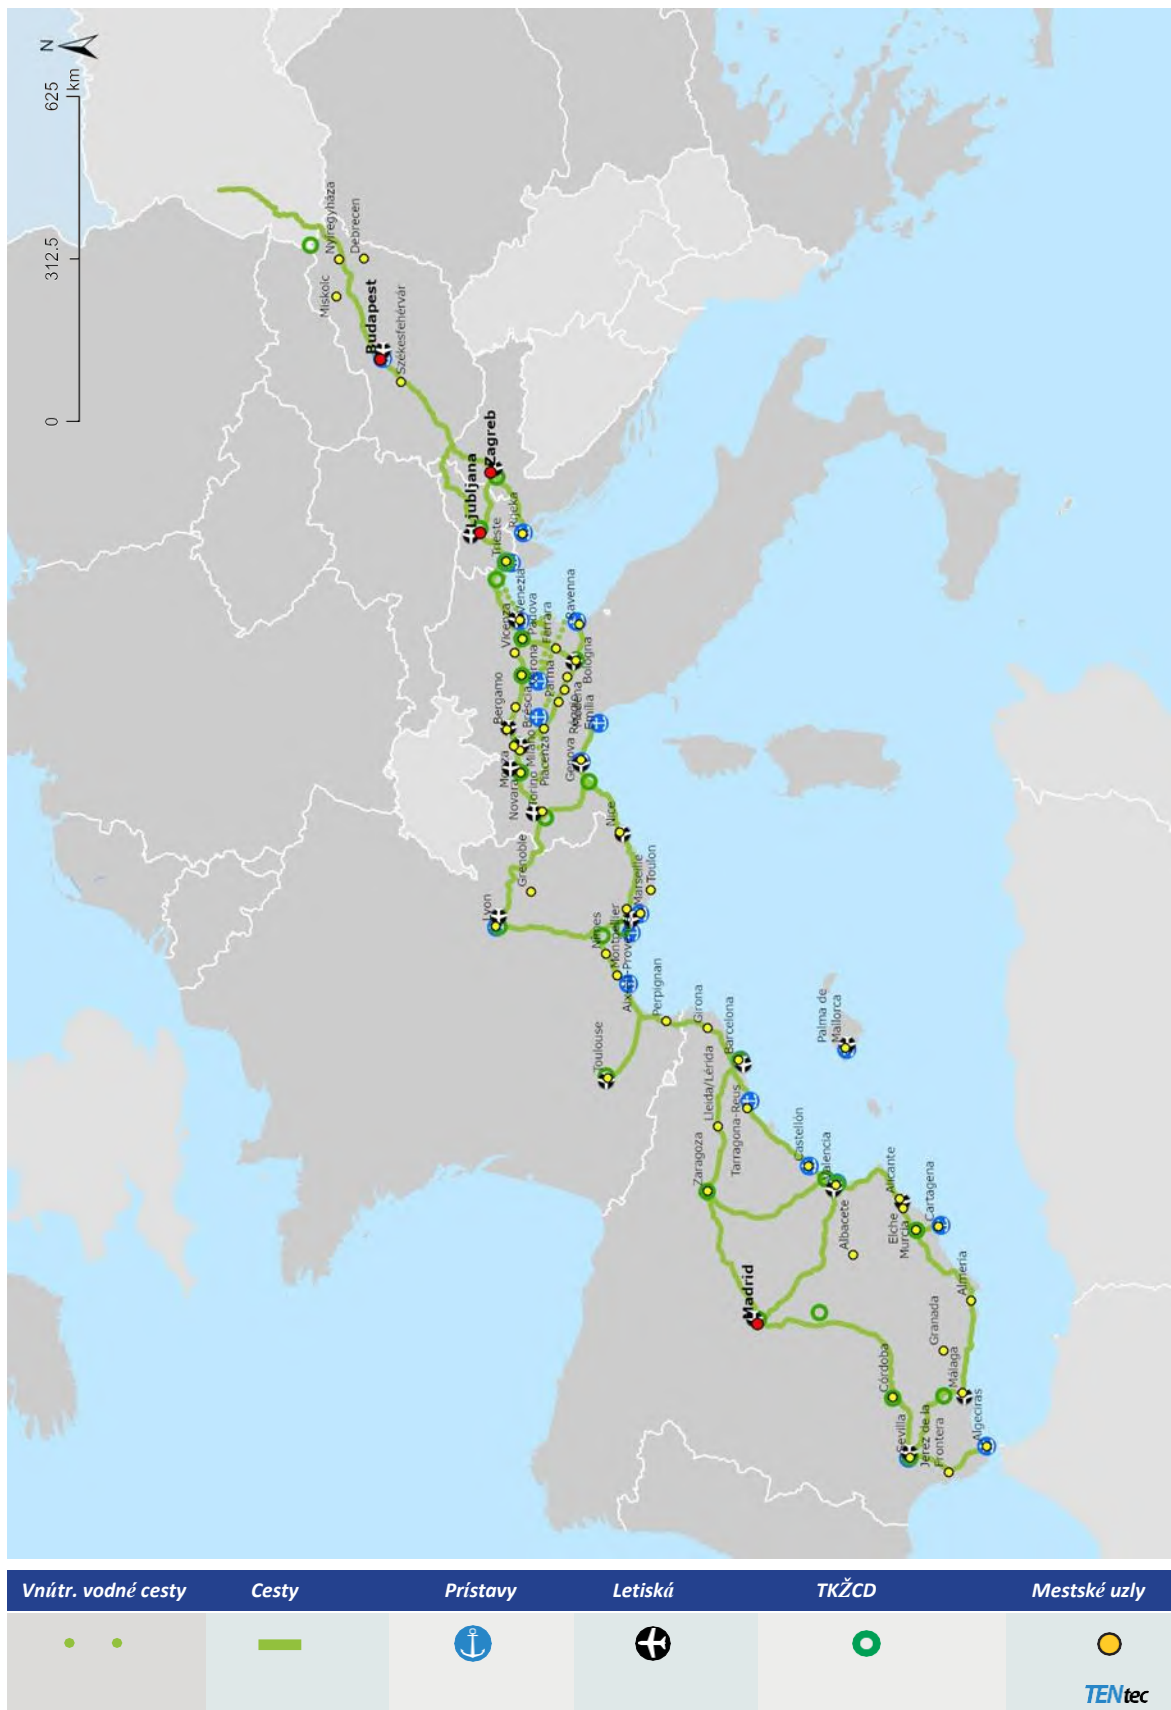 N
625
km
312.5
0
Nyíregyháza
Debrecen
Miskolc
Budapest
Székesfehérvár
Zagreb
Ljubljana
Rijeka
Trieste
Venezia
Padova
Vicenza
Ferrara
Ravenna
Bologna
Parma
Bergamo
Brescia
Reggio
Emilia
Milano
Piacenza
Genova
Novara
Torino
Grenoble
Lyon
Nice
Toulon
Marseille
Nîmes
Montpellier
Perpignan
Toulouse
Girona
Barcelona
Lleida/Lérida
Tarragona-Reus
Zaragoza
Palma de
Mallorca
Castellón
Valencia
Albacete
Alicante
Elche
Murcia
Cartagena
Almería
Madrid
Granada
Málaga
Córdoba
Sevilla
Jerez de la
Frontera
Algeciras
Vnútr. vodné cesty
Cesty
Prístavy
Letiská
TKŽCD
Mestské uzly
TENtec